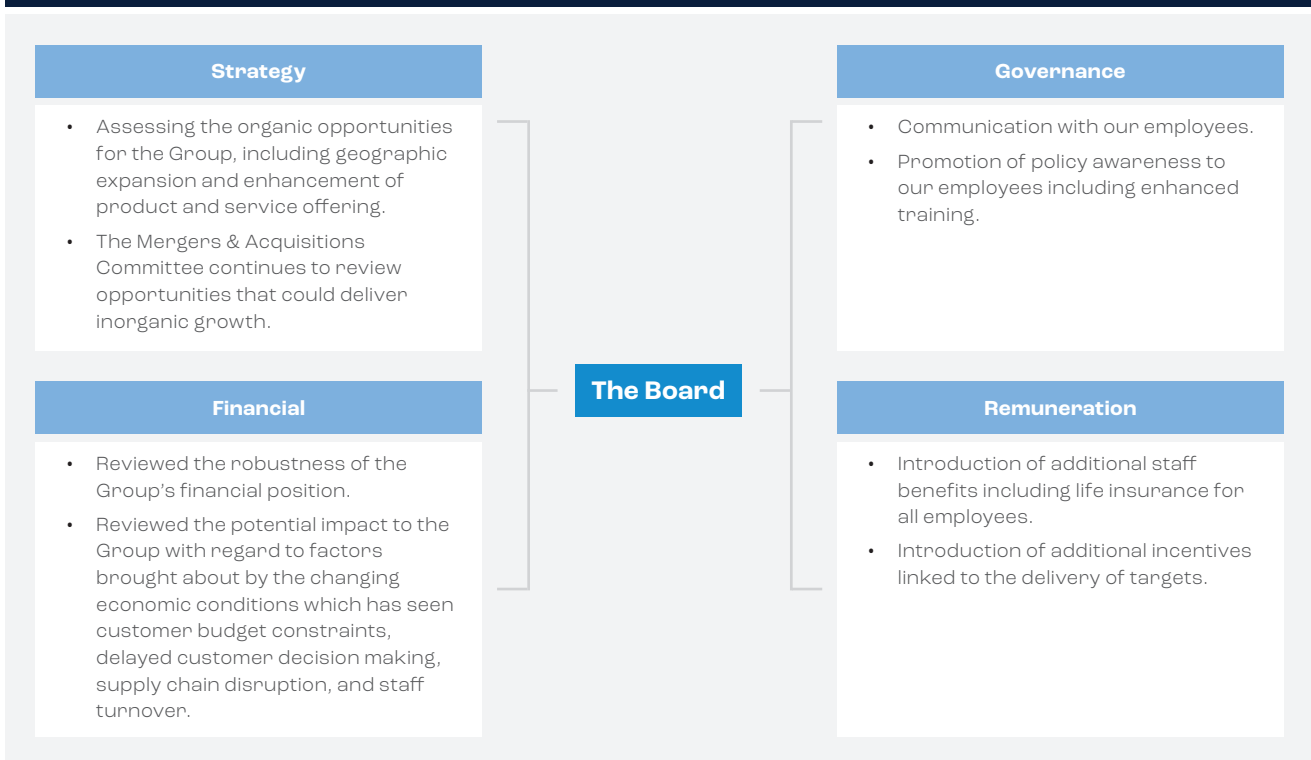 Strategy
• Assessing the organic opportunities
for the Group, including geographic
expansion and enhancement of
product and service offering.
• The Mergers & Acquisitions
Committee continues to review
opportunities that could deliver
inorganic growth.
Financial
• Reviewed the robustness of the
Group’s financial position.
• Reviewed the potential impact to the
Group with regard to factors
brought about by the changing
economic conditions which has seen
customer budget constraints,
delayed customer decision making,
supply chain disruption, and staff
turnover.
The Board
Governance
• Communication with our employees.
• Promotion of policy awareness to
our employees including enhanced
training.
Remuneration
• Introduction of additional staff
benefits including life insurance for
all employees.
• Introduction of additional incentives
linked to the delivery of targets.